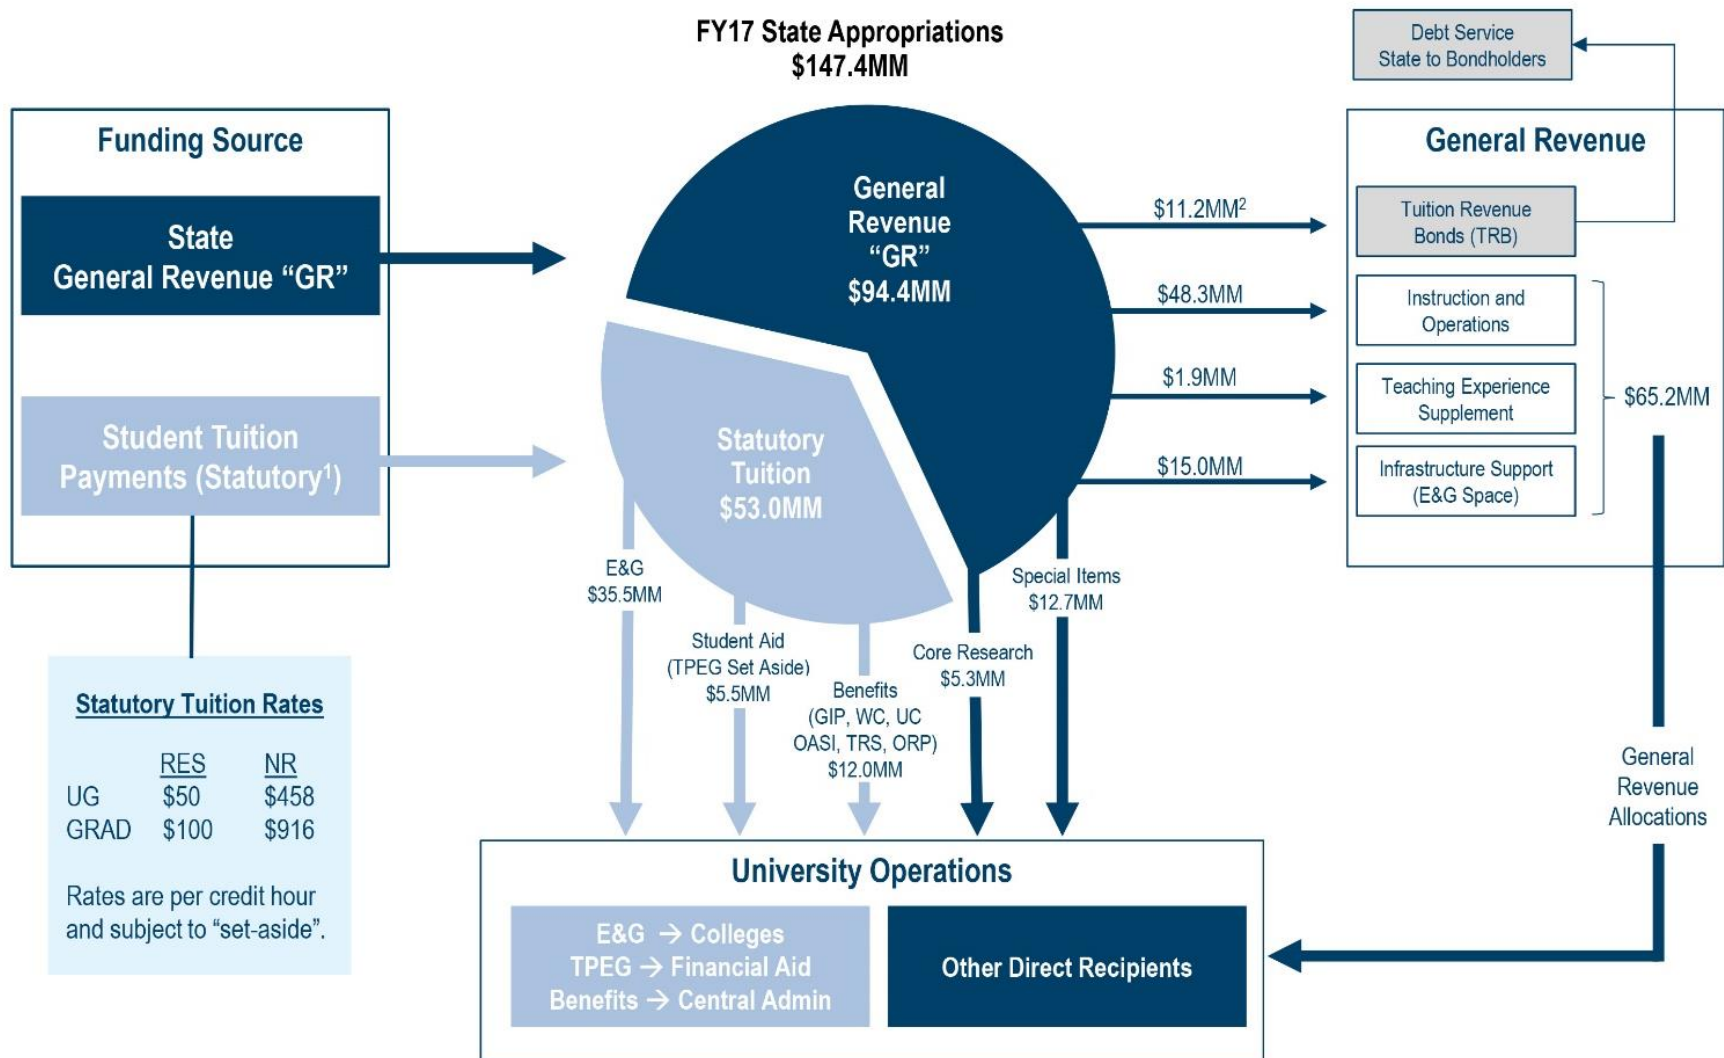 FY17 State Appropriations
$147.4MM
Debt Service
State to Bondholders
Funding Source
State
General Revenue “GR”
Student Tuition
Payments (Statutory¹)
Statutory Tuition Rates
RES NR
UG $50 $458
GRAD $100 $916
Rates are per credit hour
and subject to “set-aside”.
General
Revenue
“GR”
$94.4MM
Statutory
Tuition
$53.0MM
$11.2MM²
$48.3MM
$1.9MM
$15.0MM
General Revenue
Tuition Revenue
Bonds (TRB)
Instruction and
Operations
Teaching Experience
Supplement
Infrastructure Support
(E&G Space)
$65.2MM
E&G
$35.5MM
Student Aid
(TPEG Set Aside)
$5.5MM
Benefits
(GIP, WC, UC
OASI, TRS, ORP)
$12.0MM
Core Research
$5.3MM
Special Items
$12.7MM
General
Revenue
Allocations
University Operations
E&G → Colleges
TPEG → Financial Aid
Benefits → Central Admin
Other Direct Recipients